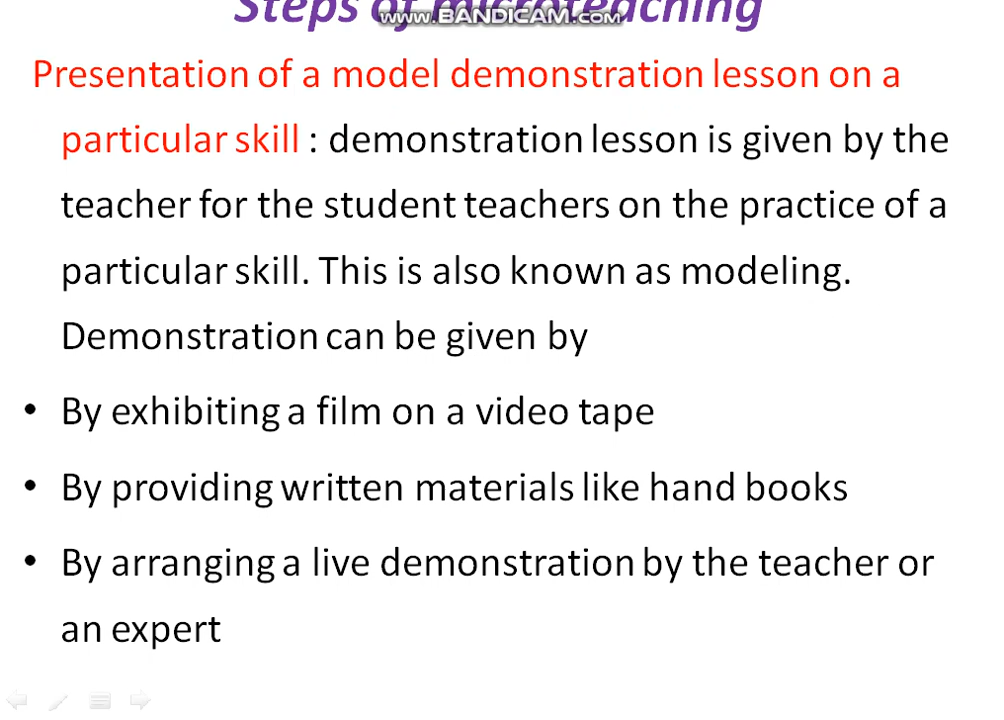 Steps of microteaching
www.BANDICAM.com
Presentation of a model demonstration lesson on a
particular skill : demonstration lesson is given by the
teacher for the student teachers on the practice of a
particular skill. This is also known as modeling.
Demonstration can be given by
• By exhibiting a film on a video tape
• By providing written materials like hand books
• By arranging a live demonstration by the teacher or
an expert